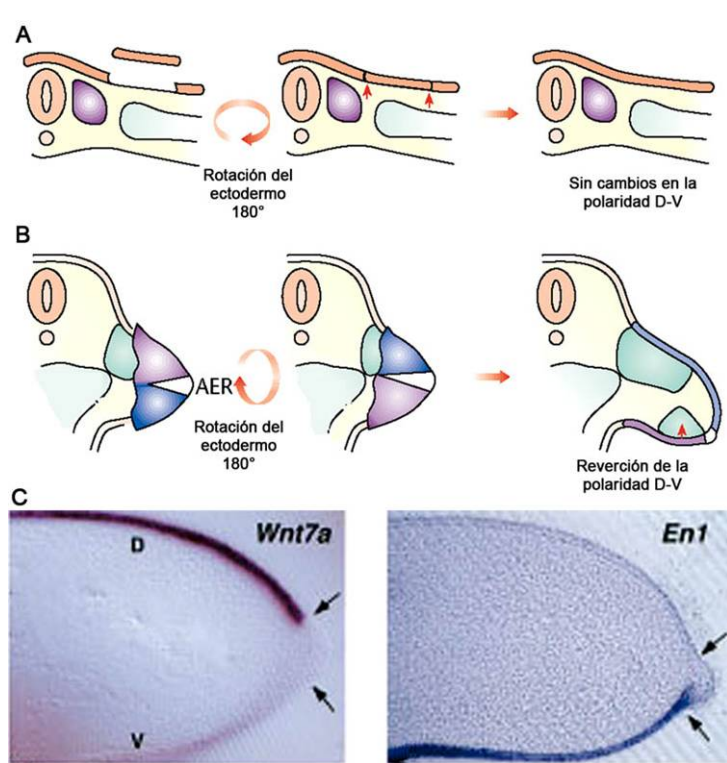 A
Rotación del
ectodermo
180°
Sin cambios en la
polaridad D-V
B
AER
Rotación del
ectodermo
180°
Reverción de la
polaridad D-V
C
Wnt7a
D
V
En1